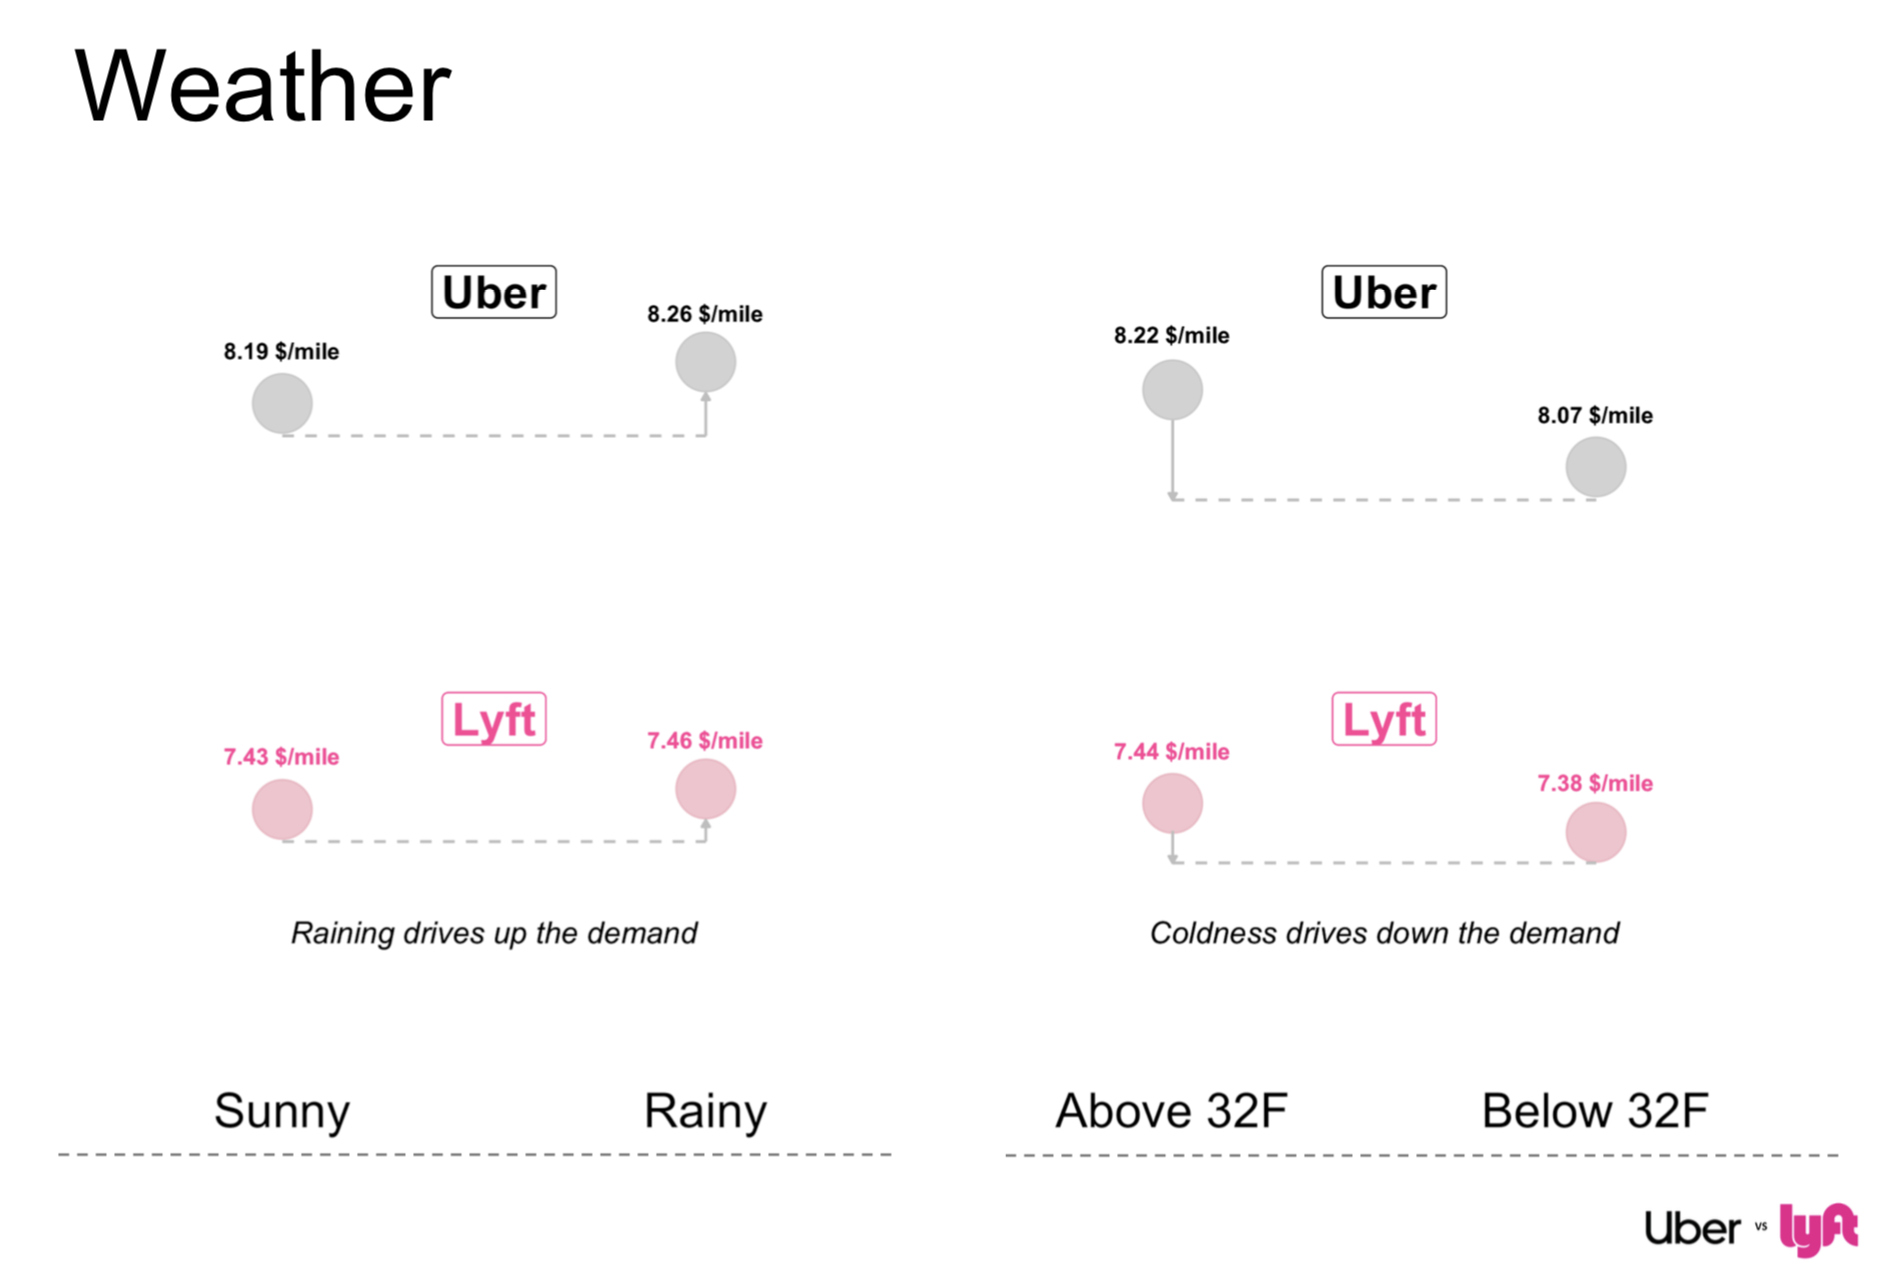 Weather
Uber
8.19 $/mile
8.26 $/mile
Lyft
7.43 $/mile
7.46 $/mile
Raining drives up the demand
Sunny
Rainy
Uber
8.22 $/mile
8.07 $/mile
Lyft
7.44 $/mile
7.38 $/mile
Coldness drives down the demand
Above 32F
Below 32F
Uber vs lyft